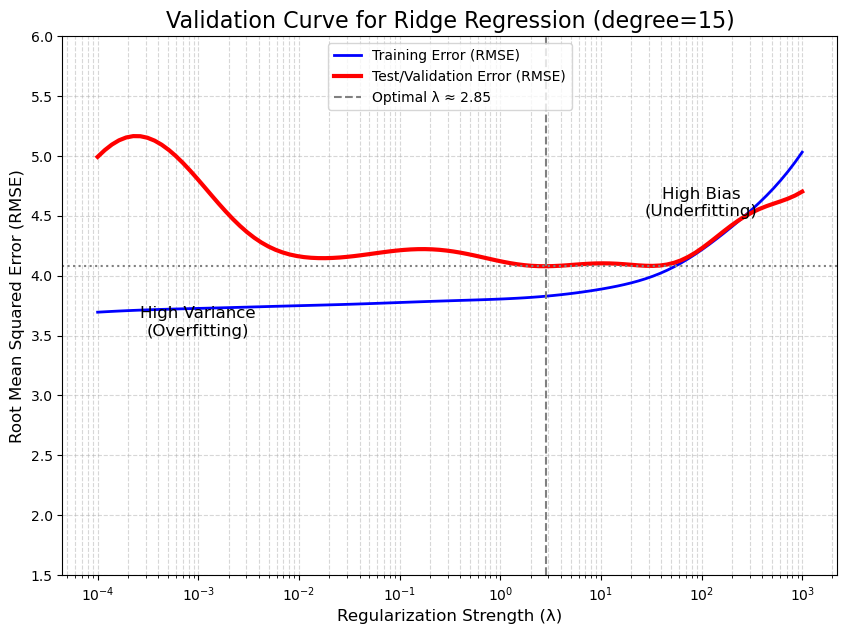 Validation Curve for Ridge Regression (degree=15)
Training Error (RMSE)
Test/Validation Error (RMSE)
Optimal λ ≈ 2.85
Root Mean Squared Error (RMSE)
6.0
5.5
5.0
4.5
4.0
3.5
3.0
2.5
2.0
1.5
High Bias
(Underfitting)
High Variance
(Overfitting)
10⁻⁴ 10⁻³ 10⁻² 10⁻¹ 10⁰ 10¹ 10² 10³
Regularization Strength (λ)